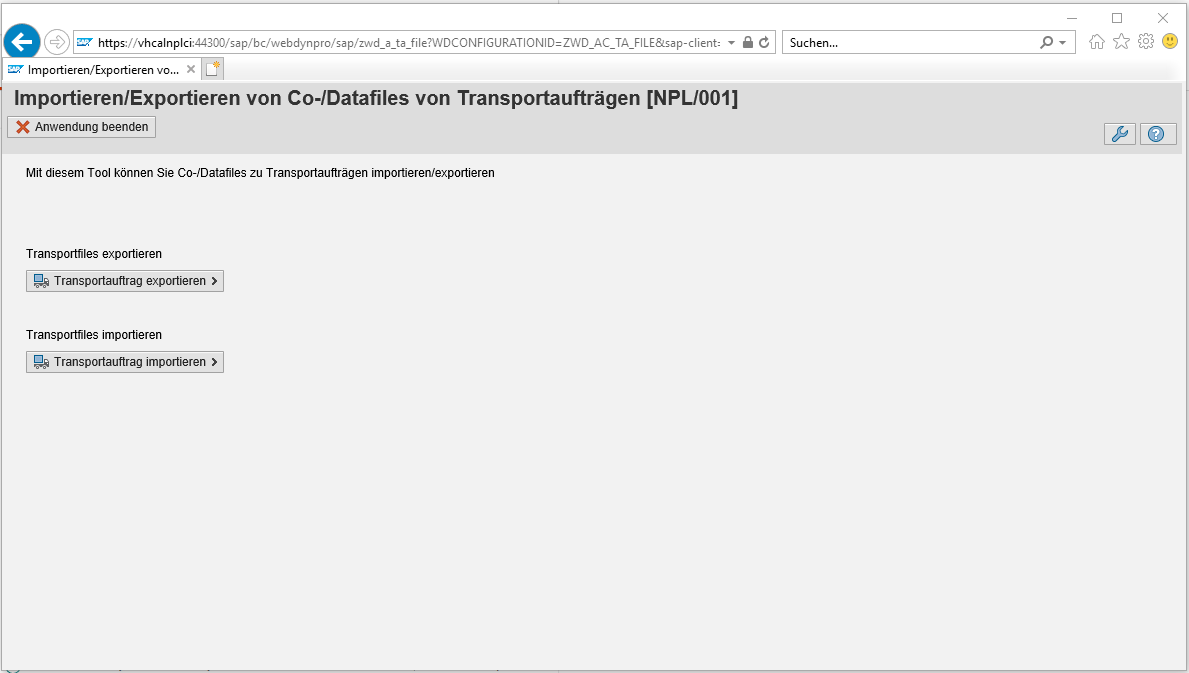 https://vhcalnplci:44300/sap/bc/webdynpro/sap/zwd_a_ta_file?WDCONFIGURATIONID=ZWD_AC_TA_FILE&sap-client:
Suchen...
SAP Importieren/Exportieren vo...
Importieren/Exportieren von Co-/Datafiles von Transportaufträgen [NPL/001]
Anwendung beenden
Mit diesem Tool können Sie Co-/Datafiles zu Transportaufträgen importieren/exportieren
Transportfiles exportieren
Transportauftrag exportieren
Transportfiles importieren
Transportauftrag importieren